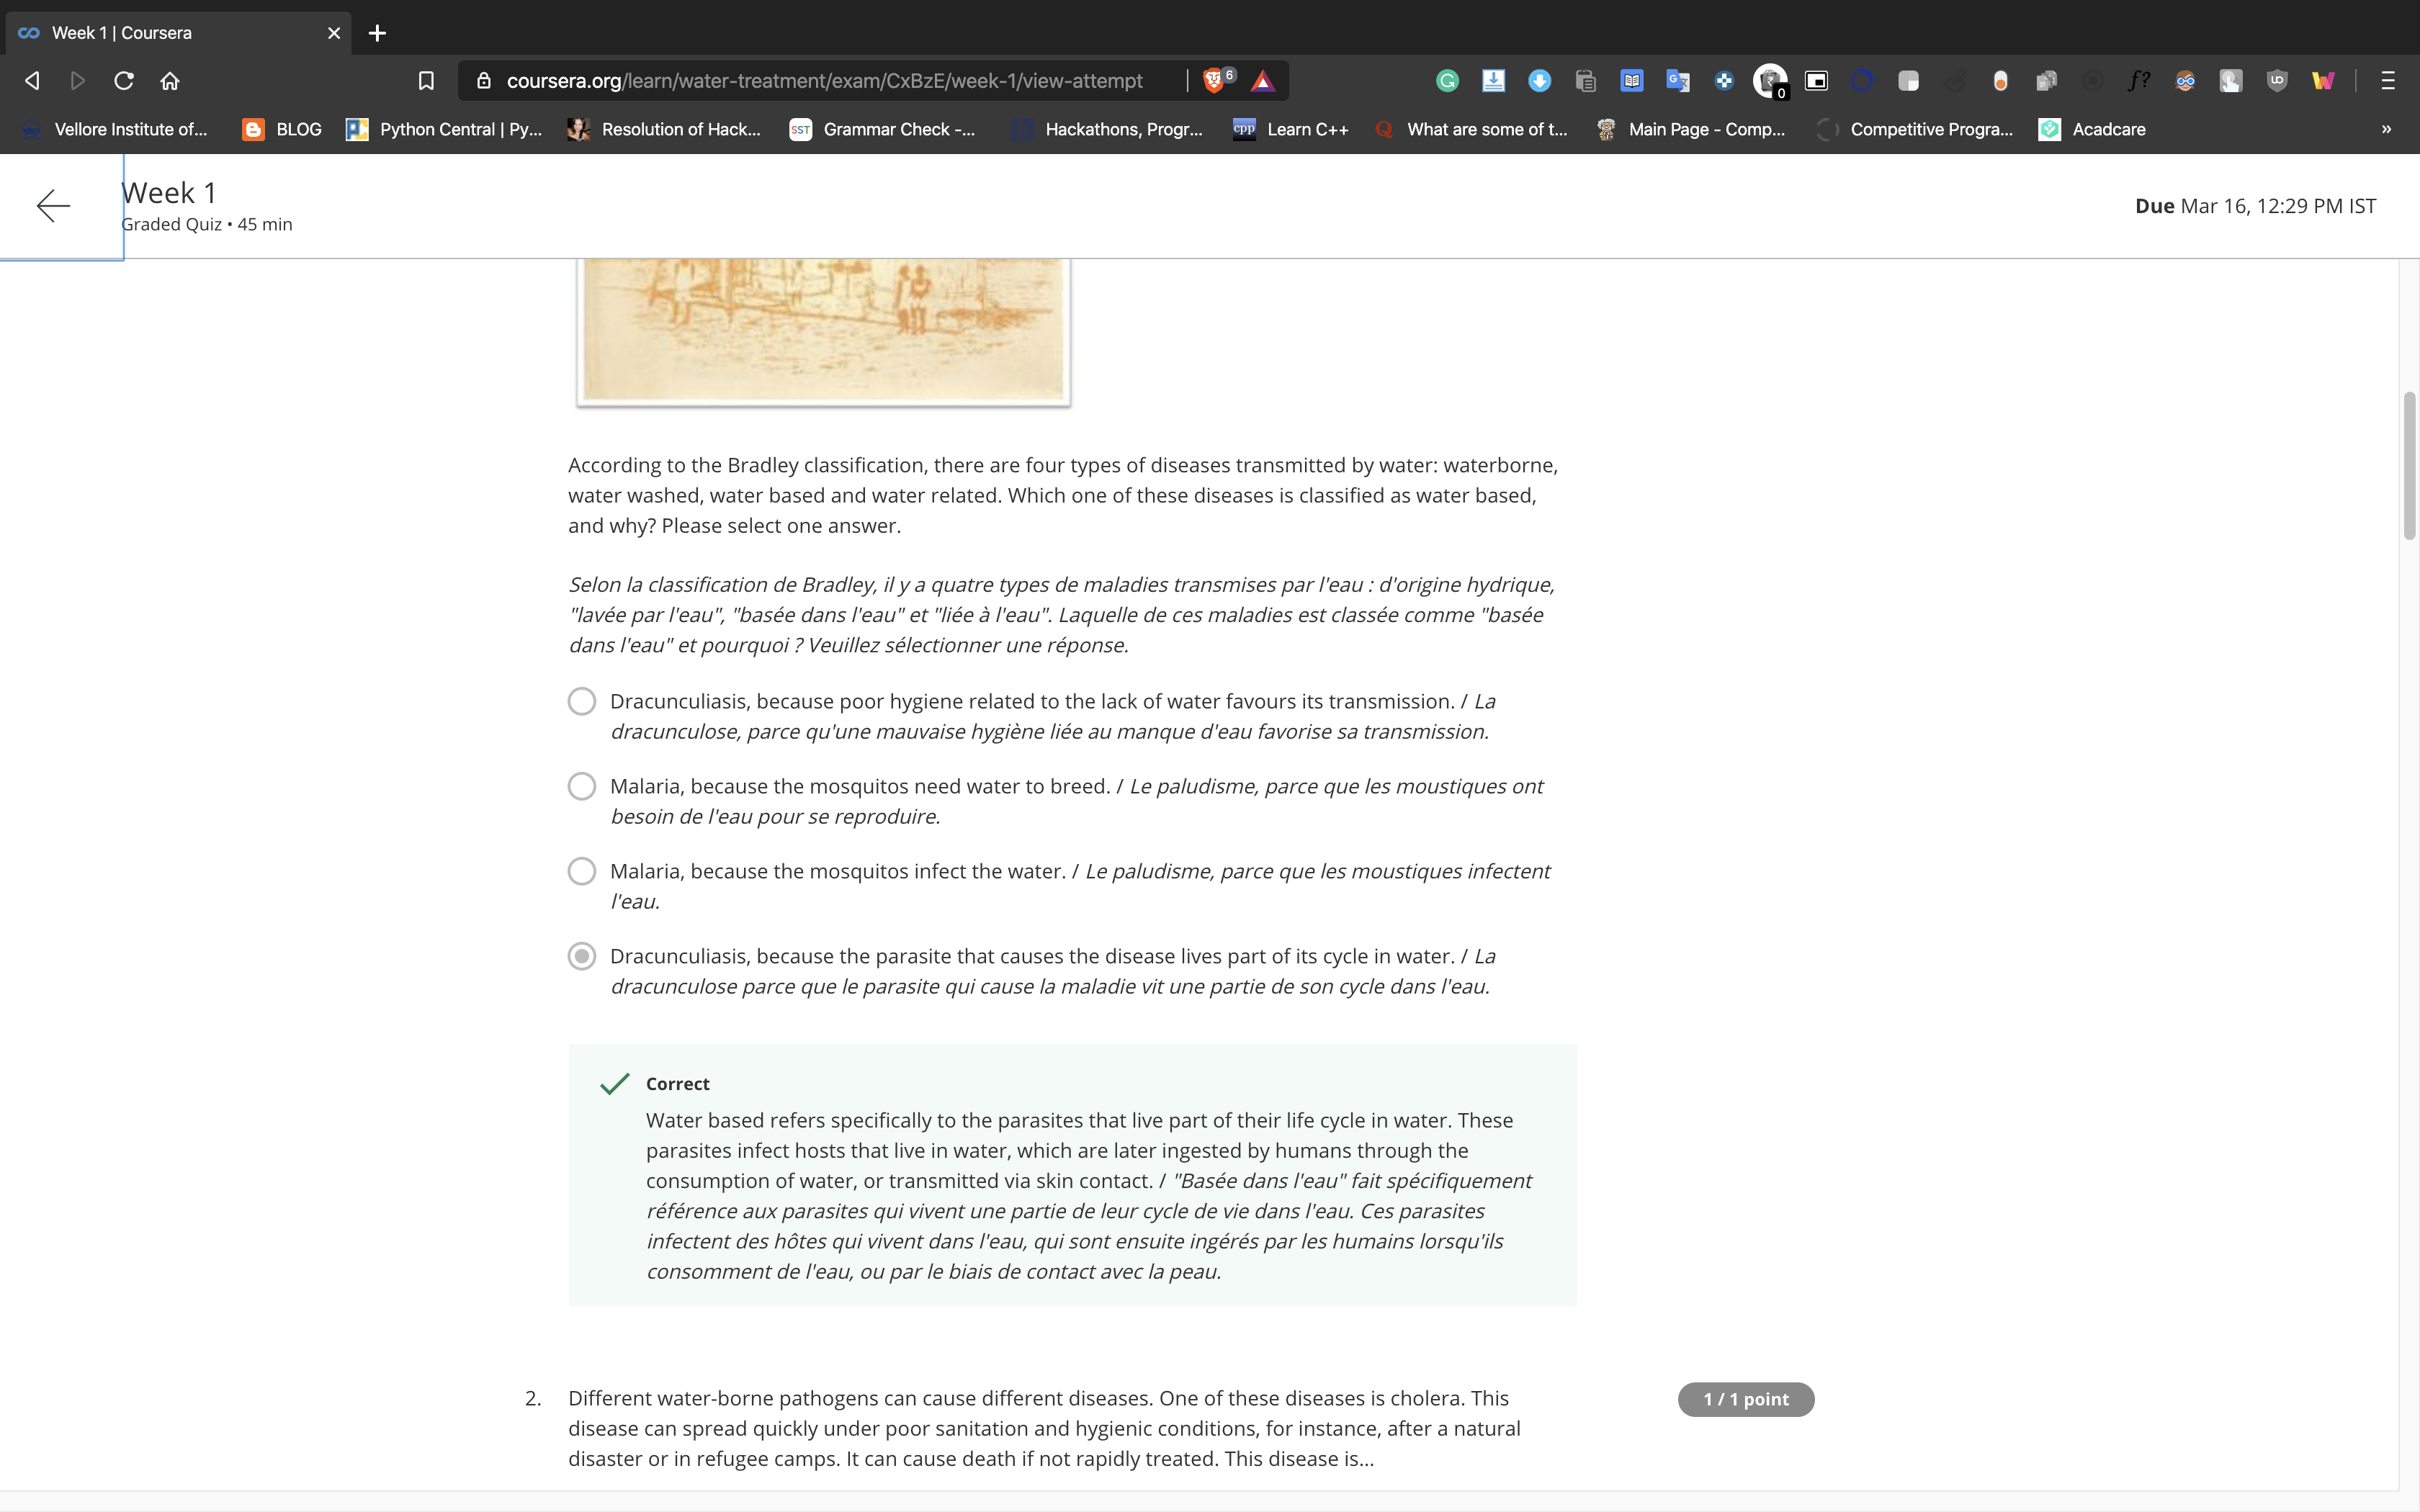 Week 1 | Coursera
coursera.org/learn/water-treatment/exam/CxBzE/week-1/view-attempt
6
0
f?
Vellore Institute of...
BLOG
Python Central | Py...
Resolution of Hack...
SST
Grammar Check -...
Hackathons, Progr...
cpp
Learn C++
What are some of t...
Main Page - Comp...
Competitive Progra...
Acadcare
»
Week 1
Graded Quiz • 45 min
Due Mar 16, 12:29 PM IST
According to the Bradley classification, there are four types of diseases transmitted by water: waterborne,
water washed, water based and water related. Which one of these diseases is classified as water based,
and why? Please select one answer.
Selon la classification de Bradley, il y a quatre types de maladies transmises par l'eau : d'origine hydrique,
"lavée par l'eau", "basée dans l'eau" et "liée à l'eau". Laquelle de ces maladies est classée comme "basée
dans l'eau" et pourquoi ? Veuillez sélectionner une réponse.
Dracunculiasis, because poor hygiene related to the lack of water favours its transmission. / La
dracunculose, parce qu'une mauvaise hygiène liée au manque d'eau favorise sa transmission.
Malaria, because the mosquitos need water to breed. / Le paludisme, parce que les moustiques ont
besoin de l'eau pour se reproduire.
Malaria, because the mosquitos infect the water. / Le paludisme, parce que les moustiques infectent
l'eau.
Dracunculiasis, because the parasite that causes the disease lives part of its cycle in water. / La
dracunculose parce que le parasite qui cause la maladie vit une partie de son cycle dans l'eau.
Correct
Water based refers specifically to the parasites that live part of their life cycle in water. These
parasites infect hosts that live in water, which are later ingested by humans through the
consumption of water, or transmitted via skin contact. / "Basée dans l'eau" fait spécifiquement
référence aux parasites qui vivent une partie de leur cycle de vie dans l'eau. Ces parasites
infectent des hôtes qui vivent dans l'eau, qui sont ensuite ingérés par les humains lorsqu'ils
consomment de l'eau, ou par le biais de contact avec la peau.
2. Different water-borne pathogens can cause different diseases. One of these diseases is cholera. This
disease can spread quickly under poor sanitation and hygienic conditions, for instance, after a natural
disaster or in refugee camps. It can cause death if not rapidly treated. This disease is...
1 / 1 point